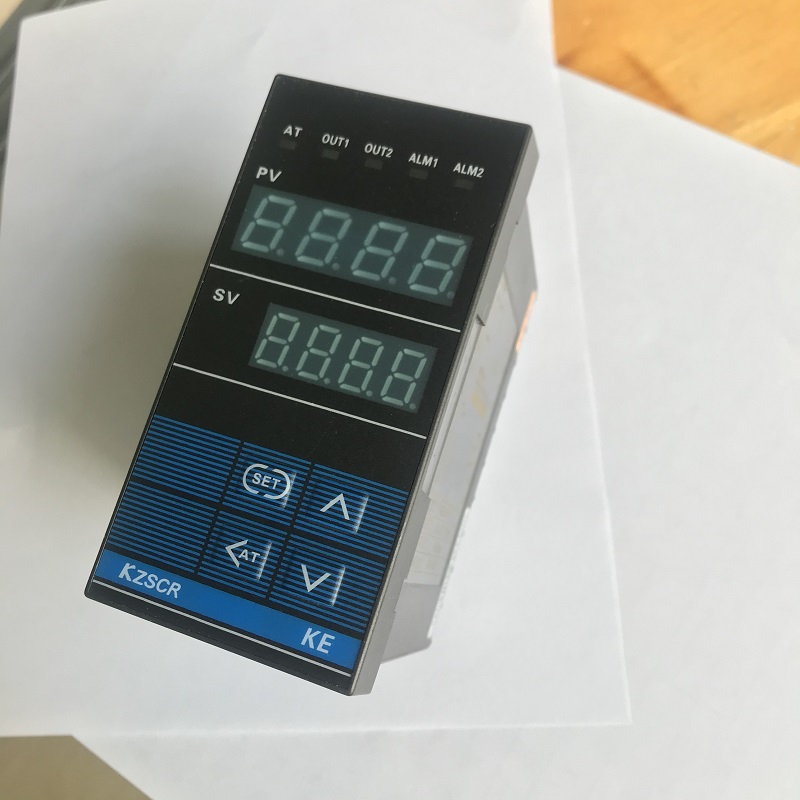 AT OUT1 OUT2 ALM1 ALM2
PV
8.8.8.8.
SV
8.8.8.8.
SET
AT
KZSCR
KE